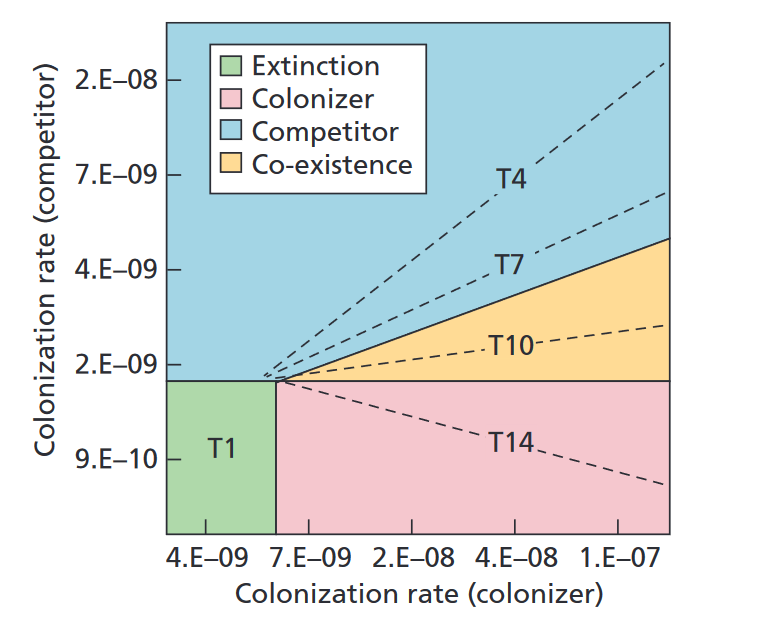 Extinction
Colonizer
Competitor
Co-existence
Colonization rate (competitor)
2.E–08
7.E–09
4.E–09
2.E–09
9.E–10
T4
T7
T10
T1
T14
4.E–09 7.E–09 2.E–08 4.E–08 1.E–07
Colonization rate (colonizer)